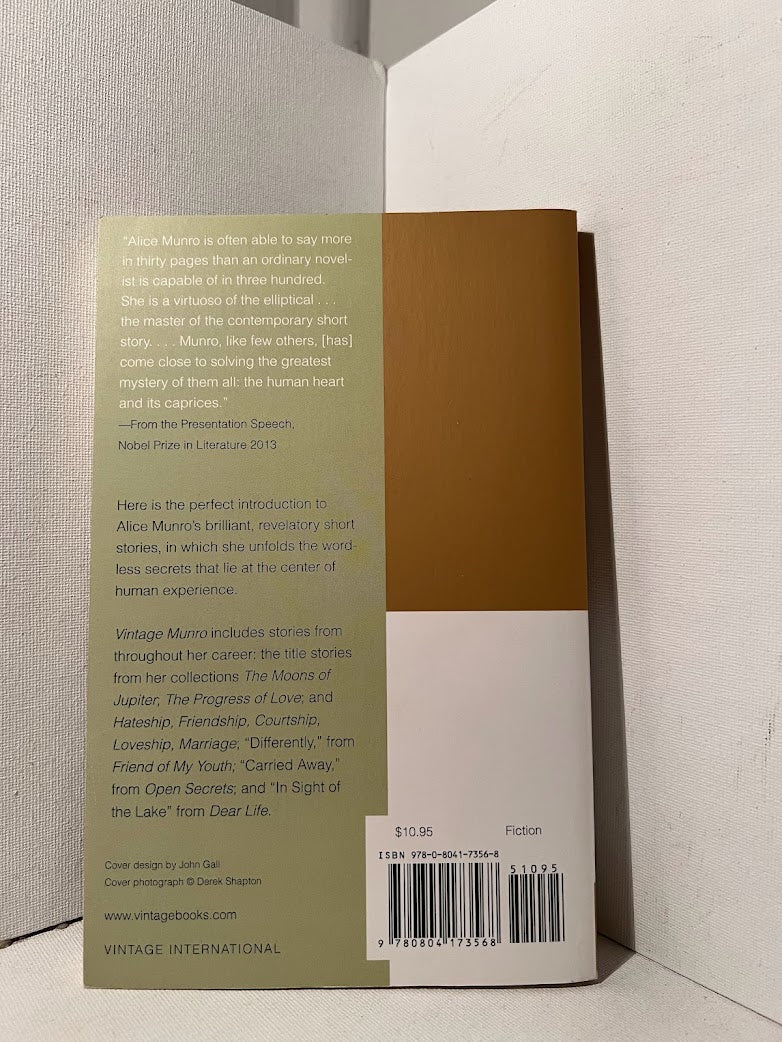 "Alice Munro is often able to say more
in thirty pages than an ordinary novel-
ist is capable of in three hundred.
She is a virtuoso of the elliptical . . .
the master of the contemporary short
story. . . . Munro, like few others, [has]
come close to solving the greatest
mystery of them all: the human heart
and its caprices."
—From the Presentation Speech,
Nobel Prize in Literature 2013
Here is the perfect introduction to
Alice Munro's brilliant, revelatory short
stories, in which she unfolds the word-
less secrets that lie at the center of
human experience.
Vintage Munro includes stories from
throughout her career: the title stories
from her collections The Moons of
Jupiter, The Progress of Love; and
Hateship, Friendship, Courtship,
Loveship, Marriage; "Differently," from
Friend of My Youth; "Carried Away,"
from Open Secrets; and "In Sight of
the Lake" from Dear Life.
Cover design by John Gall
Cover photograph © Derek Shapton
www.vintagebooks.com
VINTAGE INTERNATIONAL
$10.95 Fiction
ISBN 978-0-8041-7356-8
51095
9 780804 173568